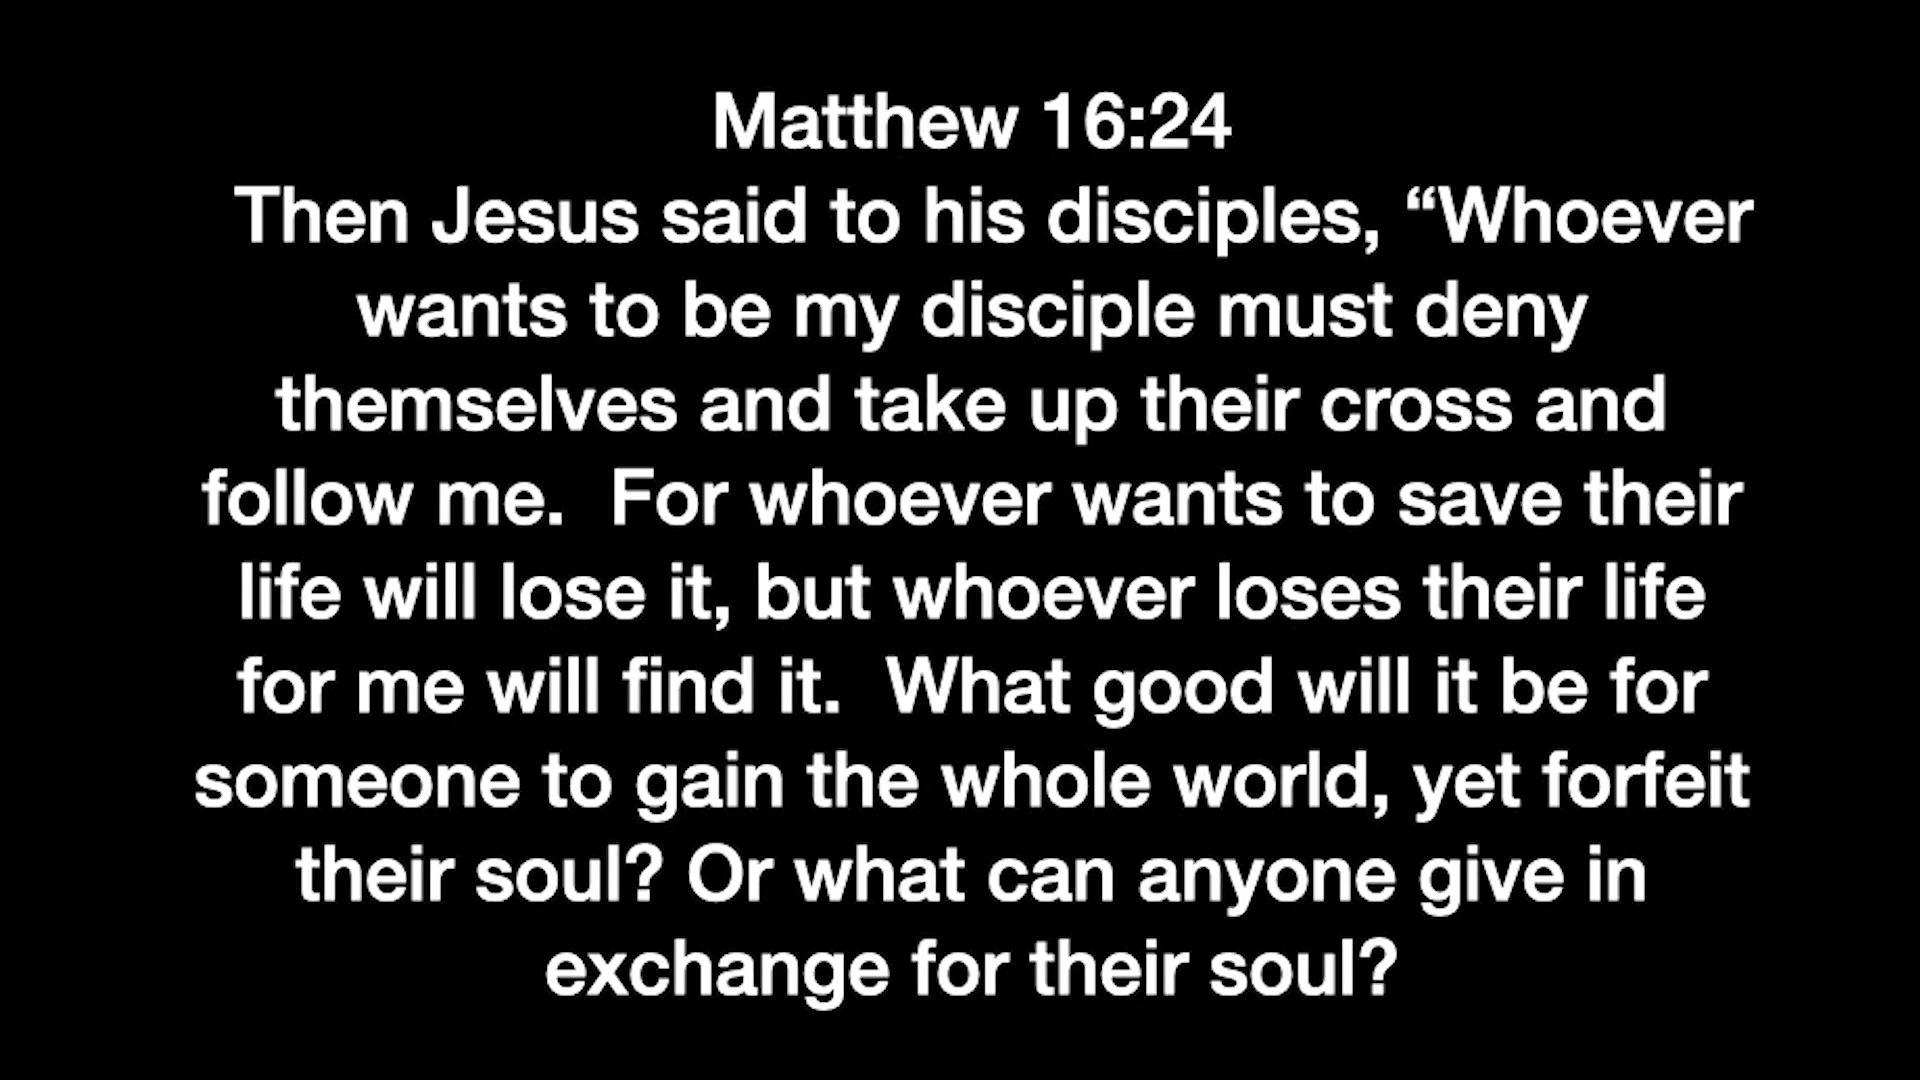 Matthew 16:24
Then Jesus said to his disciples, “Whoever
wants to be my disciple must deny
themselves and take up their cross and
follow me.  For whoever wants to save their
life will lose it, but whoever loses their life
for me will find it.  What good will it be for
someone to gain the whole world, yet forfeit
their soul? Or what can anyone give in
exchange for their soul?